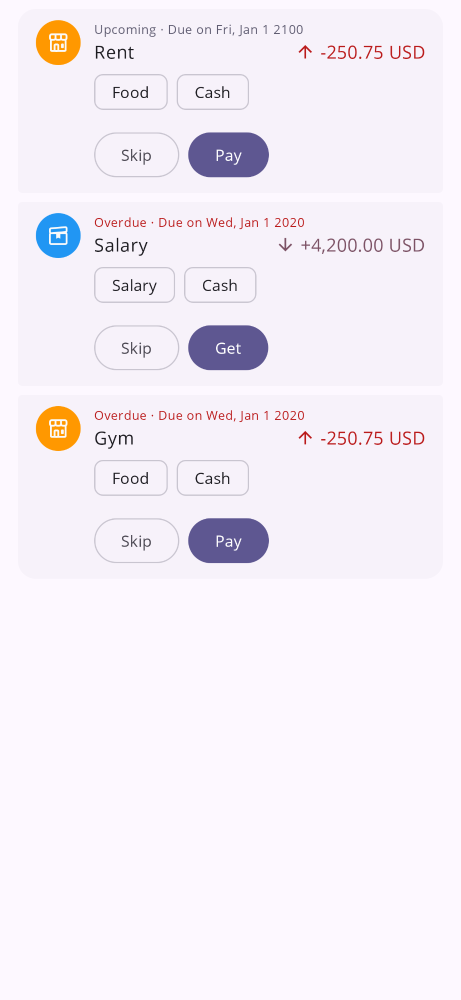 Upcoming · Due on Fri, Jan 1 2100
Rent
-250.75 USD
Food
Cash
Skip
Pay
Overdue · Due on Wed, Jan 1 2020
Salary
+4,200.00 USD
Salary
Cash
Skip
Get
Overdue · Due on Wed, Jan 1 2020
Gym
-250.75 USD
Food
Cash
Skip
Pay